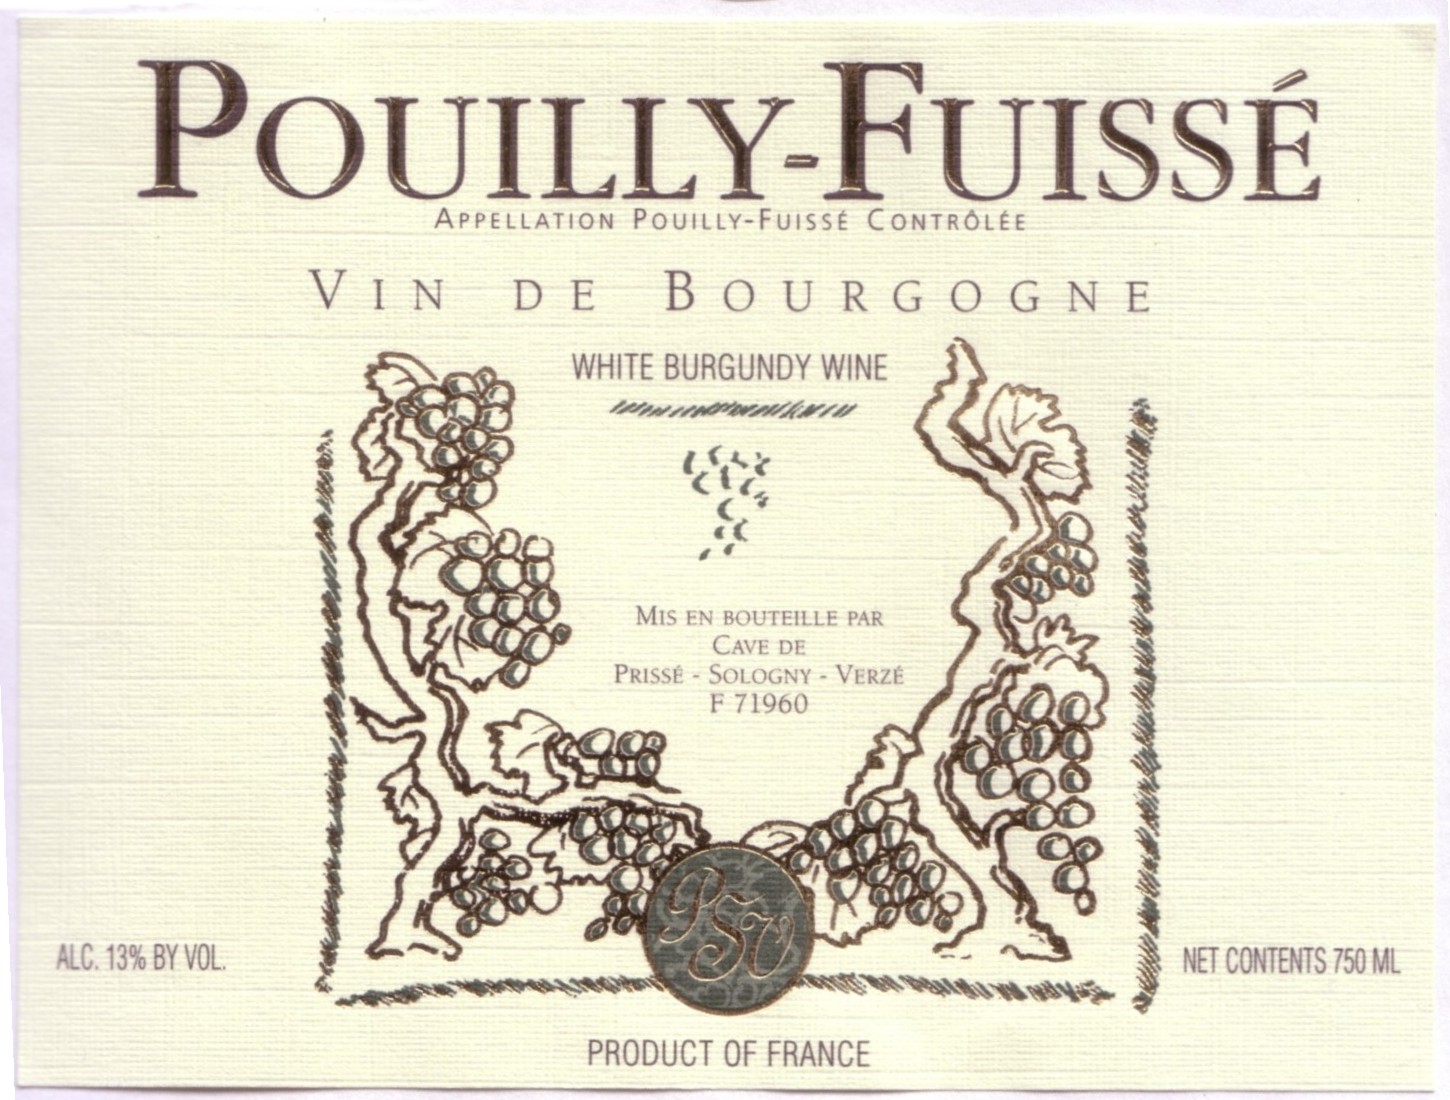 POUILLY-FUISSÉ
APPELLATION POUILLY-FUISSÉ CONTRÔLÉE
VIN DE BOURGOGNE
WHITE BURGUNDY WINE
MIS EN BOUTEILLE PAR
CAVE DE
PRISSÉ - SOLOGNY - VERZÉ
F 71960
PSV
ALC. 13% BY VOL.
NET CONTENTS 750 ML
PRODUCT OF FRANCE